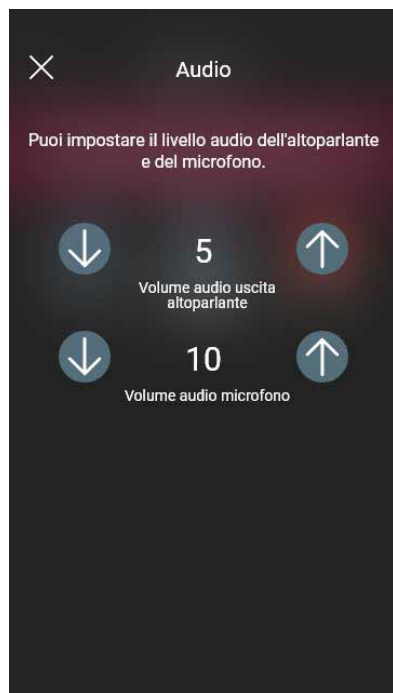 Audio
Puoi impostare il livello audio dell'altoparlante
e del microfono.
5
Volume audio uscita
altoparlante
10
Volume audio microfono